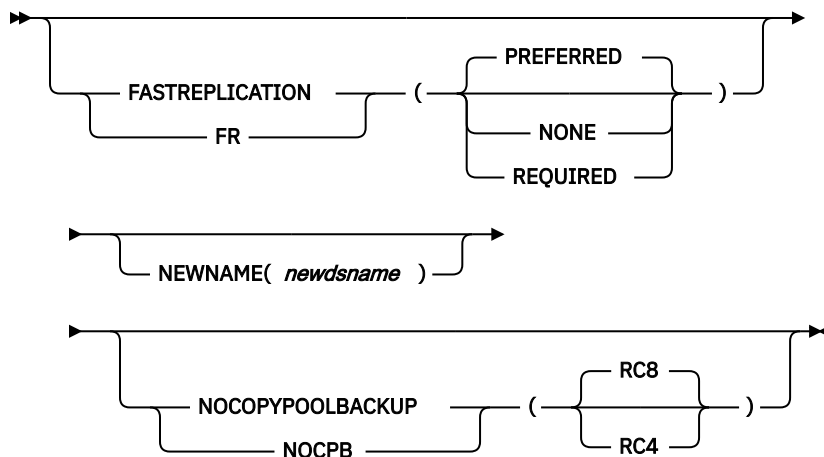 PREFERRED
FASTREPLICATION ( )
NONE
FR
REQUIRED
NEWNAME( newdsname )
RC8
NOCOPYPOOLBACKUP ( )
NOCPB
RC4